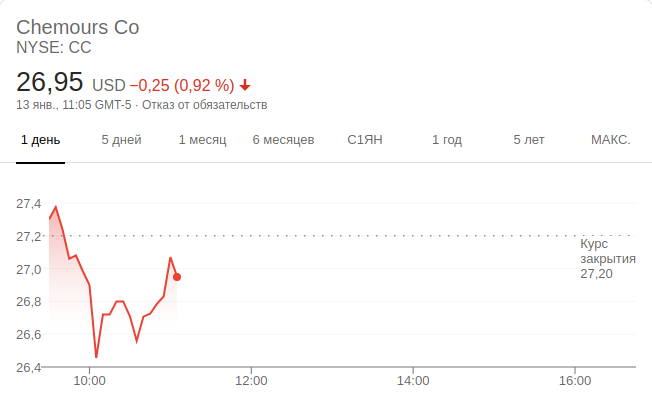 Chemours Co
NYSE: CC
26,95 USD −0,25 (0,92 %)
13 янв., 11:05 GMT-5 · Отказ от обязательств
1 день 5 дней 1 месяц 6 месяцев С1ЯН 1 год 5 лет МАКС.
27,4
27,2
Курс
закрытия
27,20
27,0
26,8
26,6
26,4
10:00 12:00 14:00 16:00